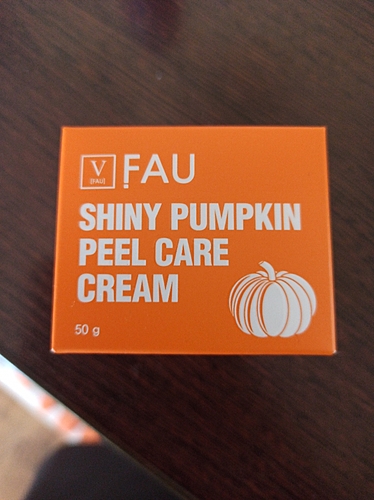 V
[FAU]
FAU
SHINY PUMPKIN
PEEL CARE
CREAM
50 g